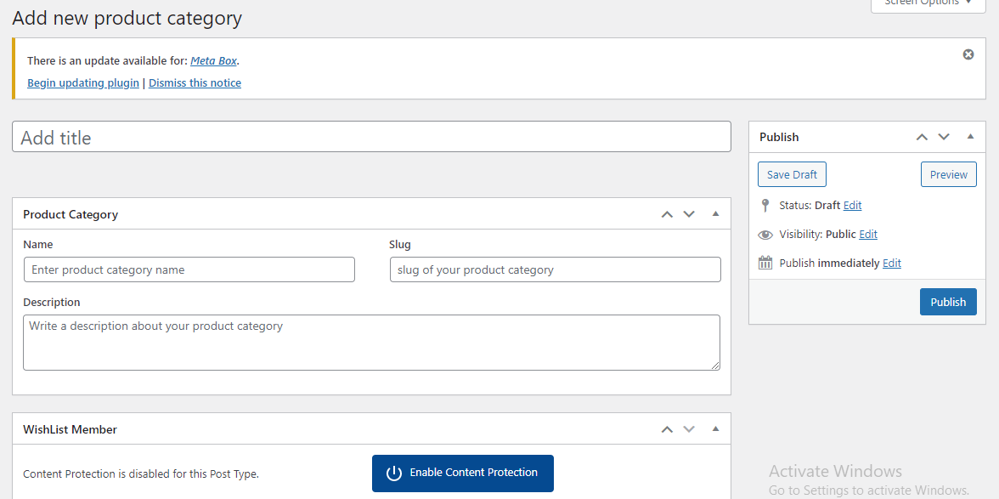 Add new product category
Screen Options
There is an update available for: Meta Box.
Begin updating plugin | Dismiss this notice
Add title
Publish
Save Draft
Preview
Status: Draft Edit
Visibility: Public Edit
Publish immediately Edit
Publish
Product Category
Name
Slug
Enter product category name
slug of your product category
Description
Write a description about your product category
WishList Member
Content Protection is disabled for this Post Type.
Enable Content Protection
Activate Windows
Go to Settings to activate Windows.